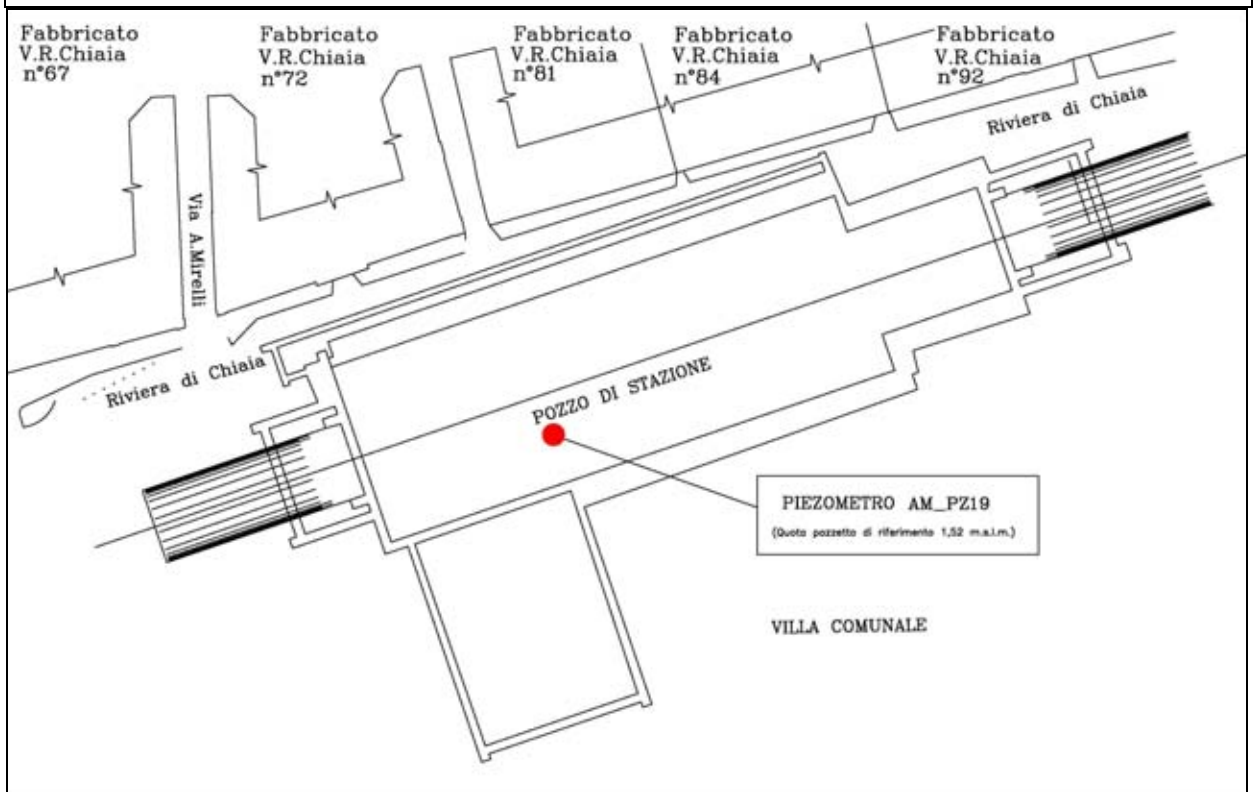 Fabbricato
V.R.Chiaia
n°67
Fabbricato
V.R.Chiaia
n°72
Fabbricato
V.R.Chiaia
n°81
Fabbricato
V.R.Chiaia
n°84
Fabbricato
V.R.Chiaia
n°92
Riviera di Chiaia
Via A.Mirelli
Riviera di Chiaia
POZZO DI STAZIONE
PIEZOMETRO AM_PZ19
(Quota pozzetto di riferimento 1,52 m.s.l.m.)
VILLA COMUNALE